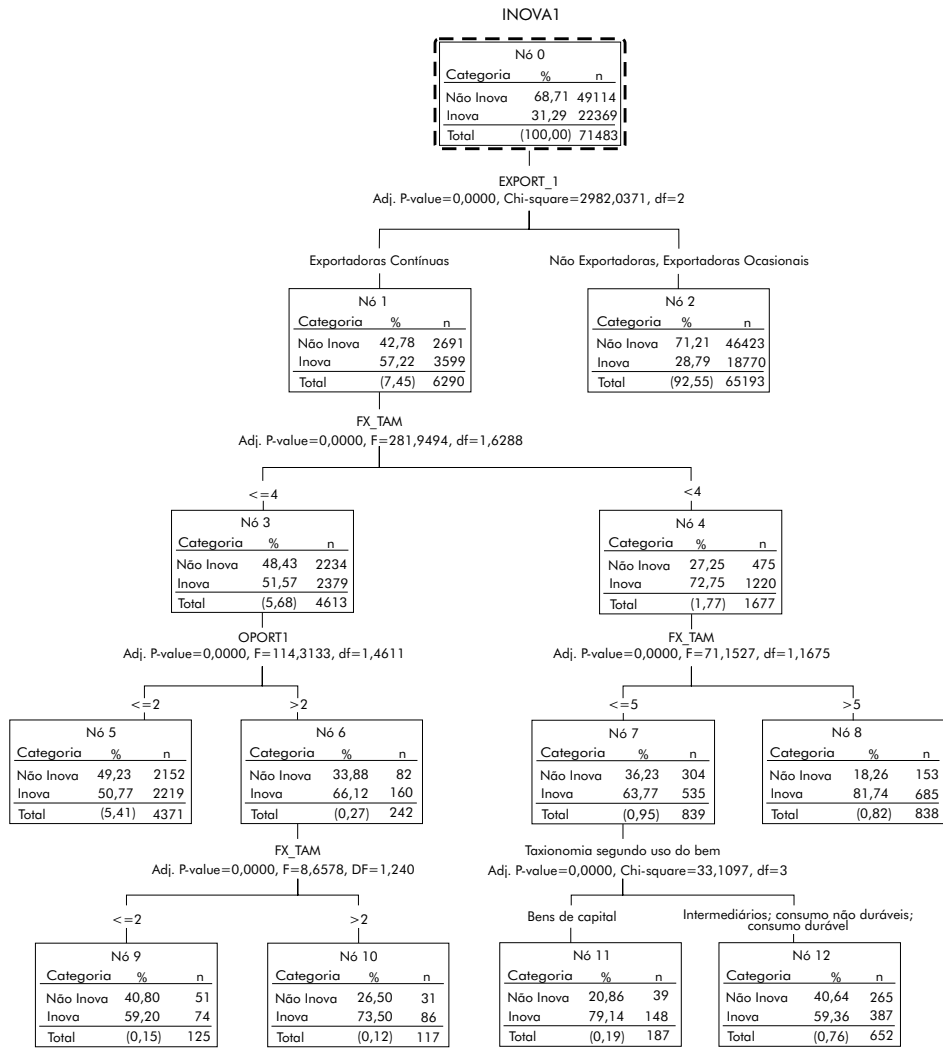 INOVA1
Nó 0
Categoria % n
Não Inova 68,71 49114
Inova 31,29 22369
Total (100,00) 71483
EXPORT_1
Adj. P-value=0,0000, Chi-square=2982,0371, df=2
Exportadoras Contínuas
Não Exportadoras, Exportadoras Ocasionais
Nó 1
Categoria % n
Não Inova 42,78 2691
Inova 57,22 3599
Total (7,45) 6290
Nó 2
Categoria % n
Não Inova 71,21 46423
Inova 28,79 18770
Total (92,55) 65193
FX_TAM
Adj. P-value=0,0000, F=281,9494, df=1,6288
<=4
<4
Nó 3
Categoria % n
Não Inova 48,43 2234
Inova 51,57 2379
Total (5,68) 4613
Nó 4
Categoria % n
Não Inova 27,25 475
Inova 72,75 1220
Total (1,77) 1677
OPORT1
Adj. P-value=0,0000, F=114,3133, df=1,4611
FX_TAM
Adj. P-value=0,0000, F=71,1527, df=1,1675
<=2
>2
<=5
>5
Nó 5
Categoria % n
Não Inova 49,23 2152
Inova 50,77 2219
Total (5,41) 4371
Nó 6
Categoria % n
Não Inova 33,88 82
Inova 66,12 160
Total (0,27) 242
Nó 7
Categoria % n
Não Inova 36,23 304
Inova 63,77 535
Total (0,95) 839
Nó 8
Categoria % n
Não Inova 18,26 153
Inova 81,74 685
Total (0,82) 838
FX_TAM
Adj. P-value=0,0000, F=8,6578, DF=1,240
Taxionomia segundo uso do bem
Adj. P-value=0,0000, Chi-square=33,1097, df=3
<=2
>2
Bens de capital
Intermediários; consumo não duráveis;
consumo durável
Nó 9
Categoria % n
Não Inova 40,80 51
Inova 59,20 74
Total (0,15) 125
Nó 10
Categoria % n
Não Inova 26,50 31
Inova 73,50 86
Total (0,12) 117
Nó 11
Categoria % n
Não Inova 20,86 39
Inova 79,14 148
Total (0,19) 187
Nó 12
Categoria % n
Não Inova 40,64 265
Inova 59,36 387
Total (0,76) 652